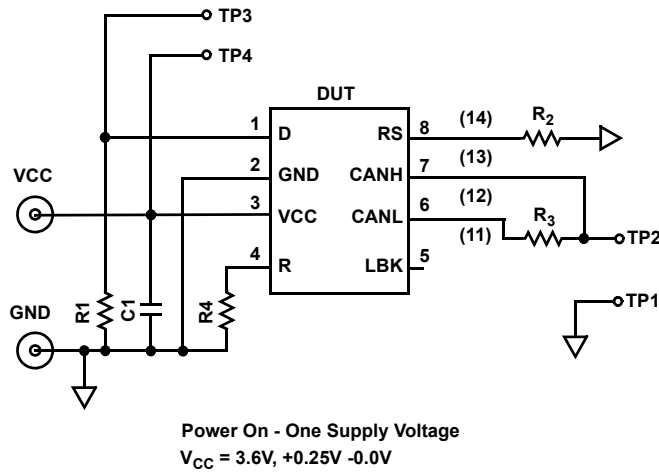 TP3
TP4
DUT
1 D RS 8 (14) R2
2 GND CANH 7 (13)
VCC 3 VCC CANL 6 (12) R3
(11) TP2
4 R LBK 5
GND R1 C1 R4 TP1
Power On - One Supply Voltage
VCC = 3.6V, +0.25V -0.0V